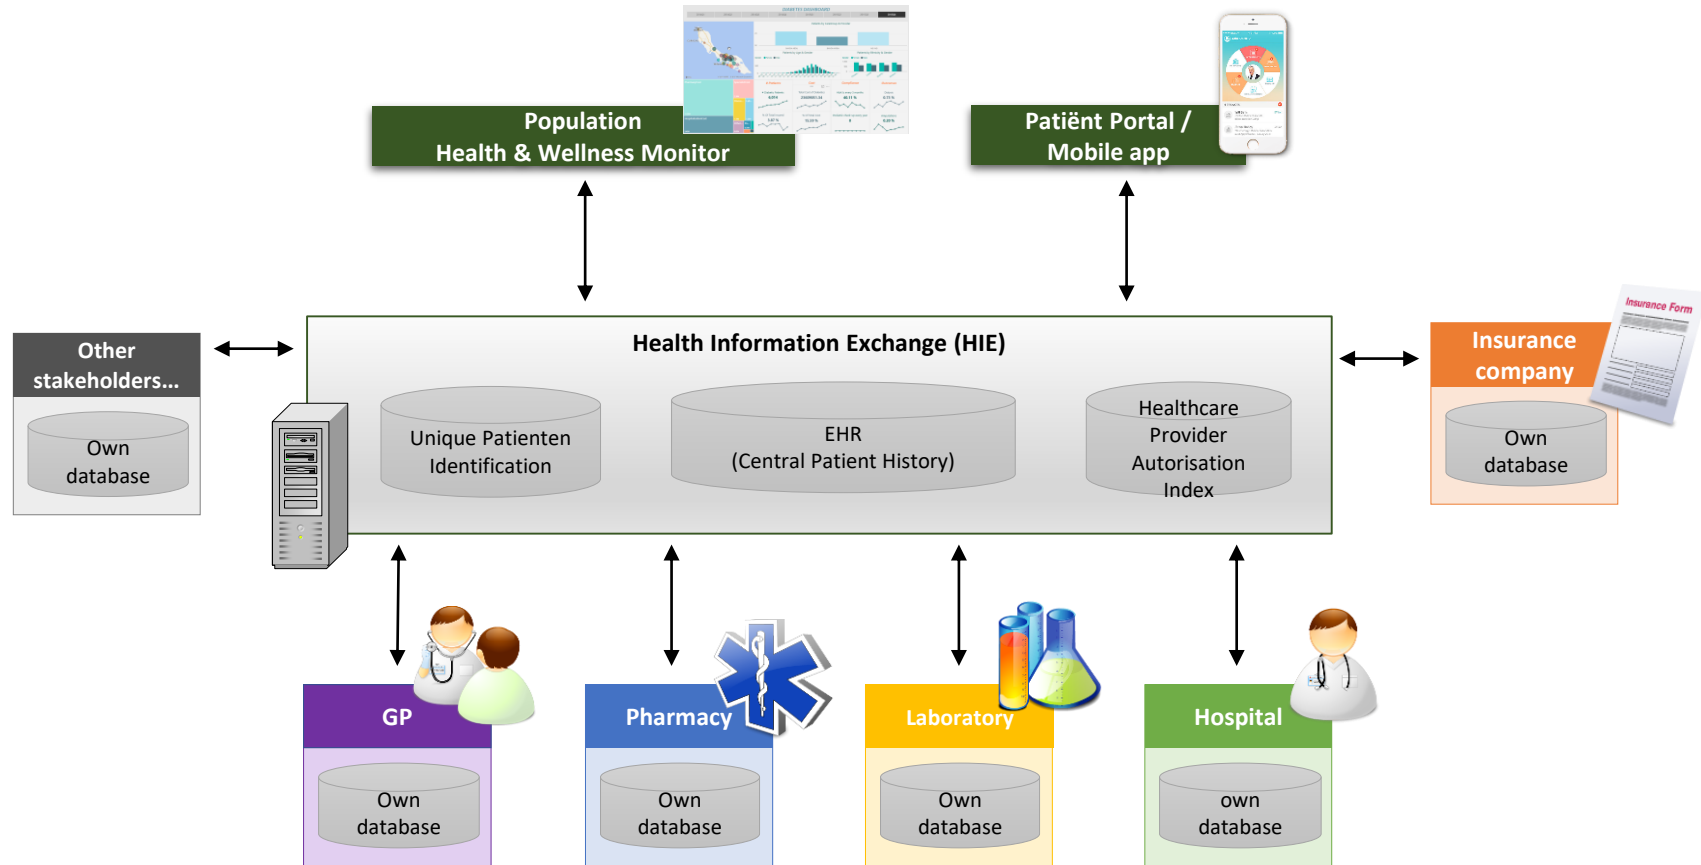 DIABETES DASHBOARD
Population
Health & Wellness Monitor
Patiënt Portal /
Mobile app
Other
stakeholders...
Own
database
Health Information Exchange (HIE)
Unique Patienten
Identification
EHR
(Central Patient History)
Healthcare
Provider
Autorisation
Index
Insurance
company
Insurance Form
Own
database
GP
Own
database
Pharmacy
Own
database
Laboratory
Own
database
Hospital
own
database